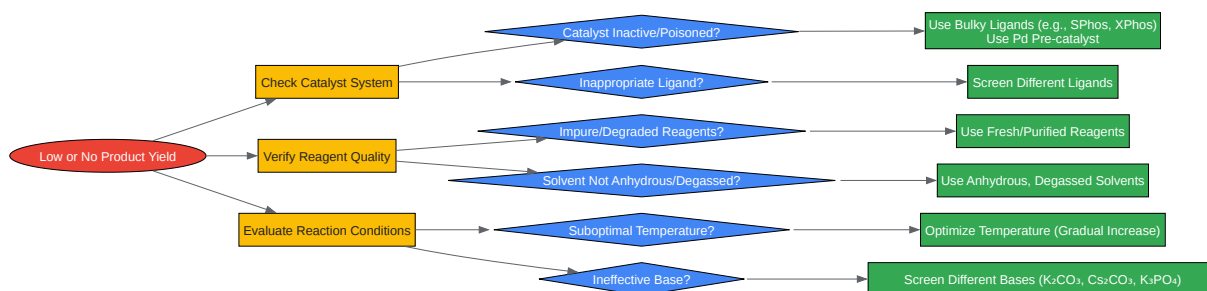 Low or No Product Yield
Check Catalyst System
Verify Reagent Quality
Evaluate Reaction Conditions
Catalyst Inactive/Poisoned?
Inappropriate Ligand?
Impure/Degraded Reagents?
Solvent Not Anhydrous/Degassed?
Suboptimal Temperature?
Ineffective Base?
Use Bulky Ligands (e.g., SPhos, XPhos)
Use Pd Pre-catalyst
Screen Different Ligands
Use Fresh/Purified Reagents
Use Anhydrous, Degassed Solvents
Optimize Temperature (Gradual Increase)
Screen Different Bases (K₂CO₃, Cs₂CO₃, K₃PO₄)